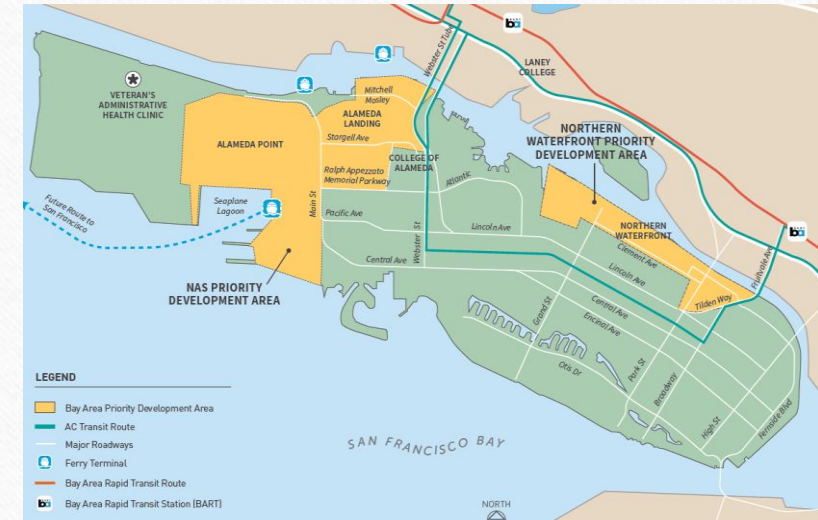 Webster St Tube
LANEY
COLLEGE
VETERAN'S
ADMINISTRATIVE
HEALTH CLINIC
Mitchell
Mosley
ALAMEDA
LANDING
Stargell Ave
ALAMEDA POINT
COLLEGE OF
ALAMEDA
Ralph Appezzato
Memorial Parkway
Atlantic
NORTHERN
WATERFRONT PRIORITY
DEVELOPMENT AREA
Future Route to
San Francisco
Seaplane
Lagoon
Main St
Pacific Ave
Webster St
Lincoln Ave
Central Ave
NORTHERN
WATERFRONT
Clement Ave
Lincoln Ave
Fruitvale Ave
Tilden Way
NAS PRIORITY
DEVELOPMENT AREA
Grand St
Central Ave
Encinal Ave
Otis Dr
Park St
Broadway
High St
Fernside Blvd
SAN FRANCISCO BAY
LEGEND
Bay Area Priority Development Area
AC Transit Route
Major Roadways
Ferry Terminal
Bay Area Rapid Transit Route
Bay Area Rapid Transit Station (BART)
NORTH